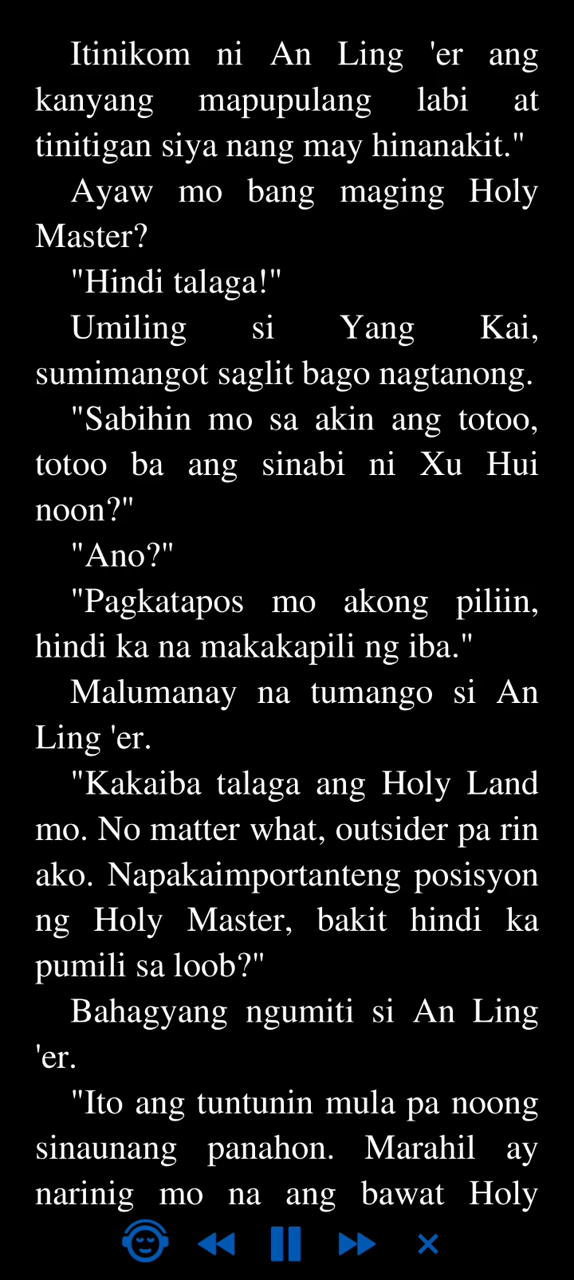 Itinikom ni An Ling 'er ang
kanyang mapupulang labi at
tinitigan siya nang may hinanakit."
Ayaw mo bang maging Holy
Master?
"Hindi talaga!"
Umiling si Yang Kai,
sumimangot saglit bago nagtanong.
"Sabihin mo sa akin ang totoo,
totoo ba ang sinabi ni Xu Hui
noon?"
"Ano?"
"Pagkatapos mo akong piliin,
hindi ka na makakapili ng iba."
Malumanay na tumango si An
Ling 'er.
"Kakaiba talaga ang Holy Land
mo. No matter what, outsider pa rin
ako. Napakaimportanteng posisyon
ng Holy Master, bakit hindi ka
pumili sa loob?"
Bahagyang ngumiti si An Ling
'er.
"Ito ang tuntunin mula pa noong
sinaunang panahon. Marahil ay
narinig mo na ang bawat Holy